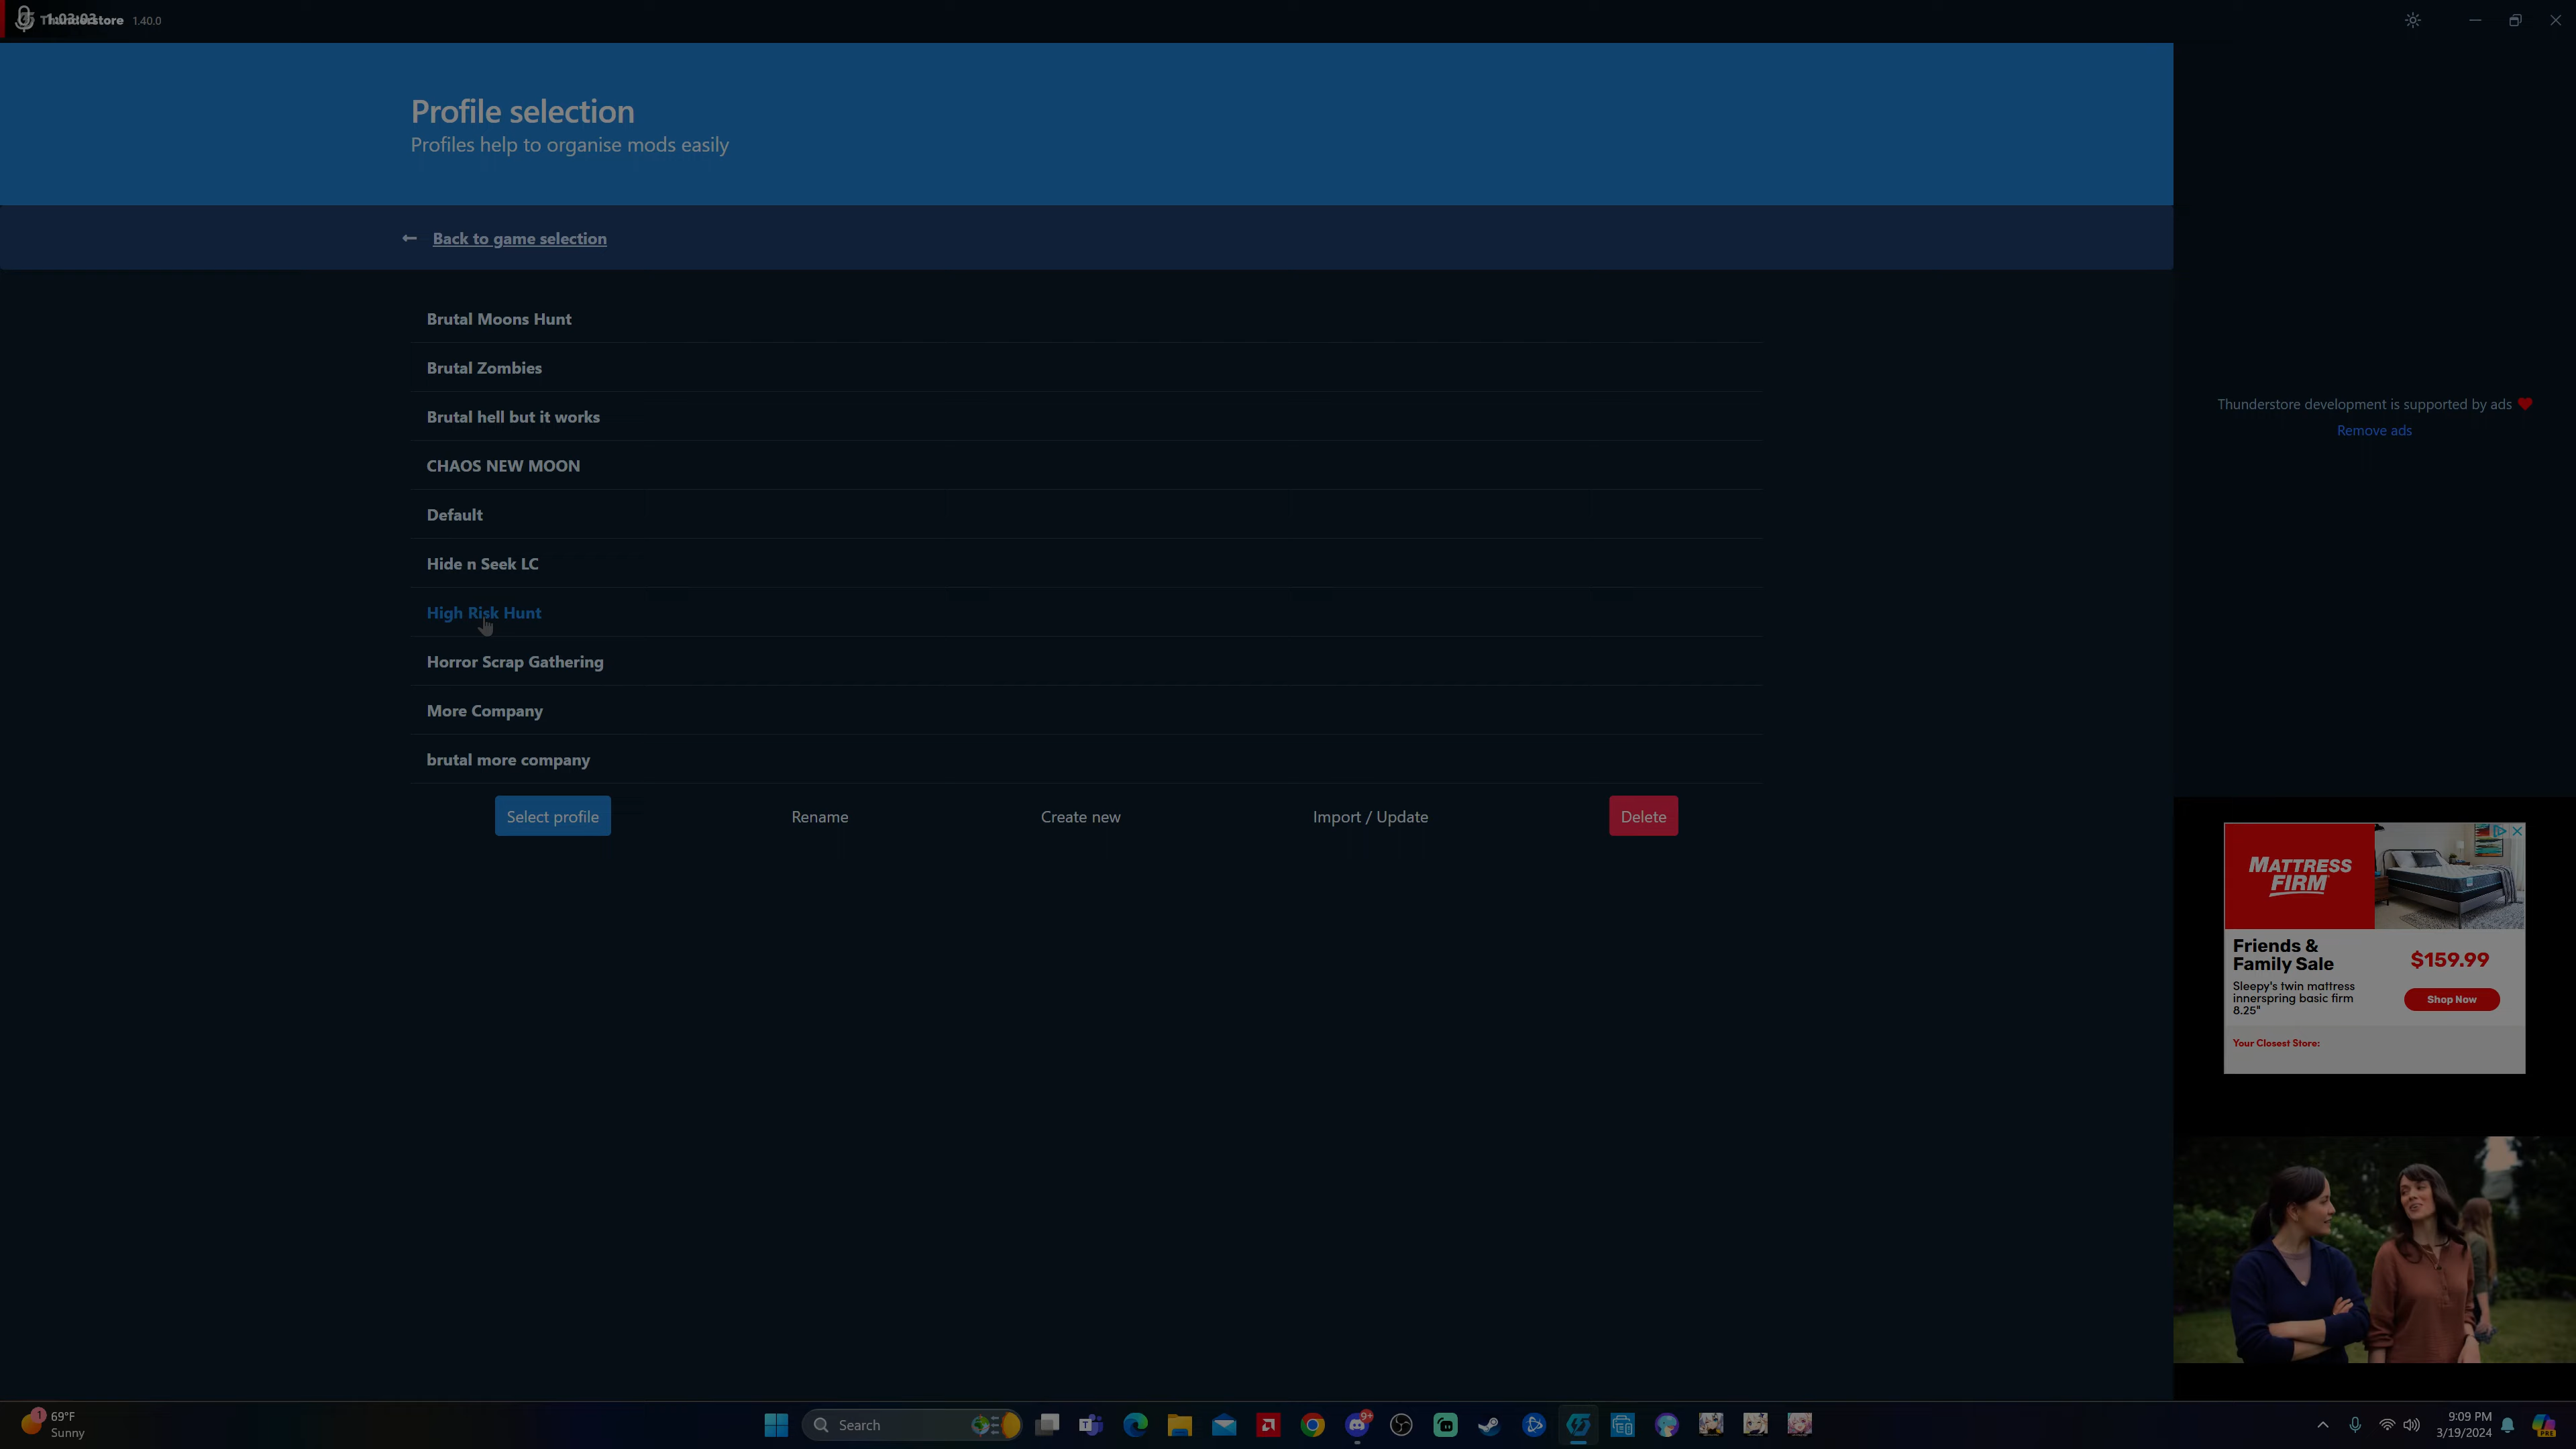 Thunderstore 1.40.0
Profile selection
Profiles help to organise mods easily
Back to game selection
Brutal Moons Hunt
Brutal Zombies
Brutal hell but it works
CHAOS NEW MOON
Default
Hide n Seek LC
High Risk Hunt
Horror Scrap Gathering
More Company
brutal more company
Select profile
Rename
Create new
Import / Update
Delete
Thunderstore development is supported by ads
Remove ads
MATTRESS
FIRM
Friends &
Family Sale
$159.99
Sleepy's twin mattress
innerspring basic firm
8.25"
Shop Now
Your Closest Store:
1
69°F
Sunny
Search
9+
9:09 PM
3/19/2024
PRE